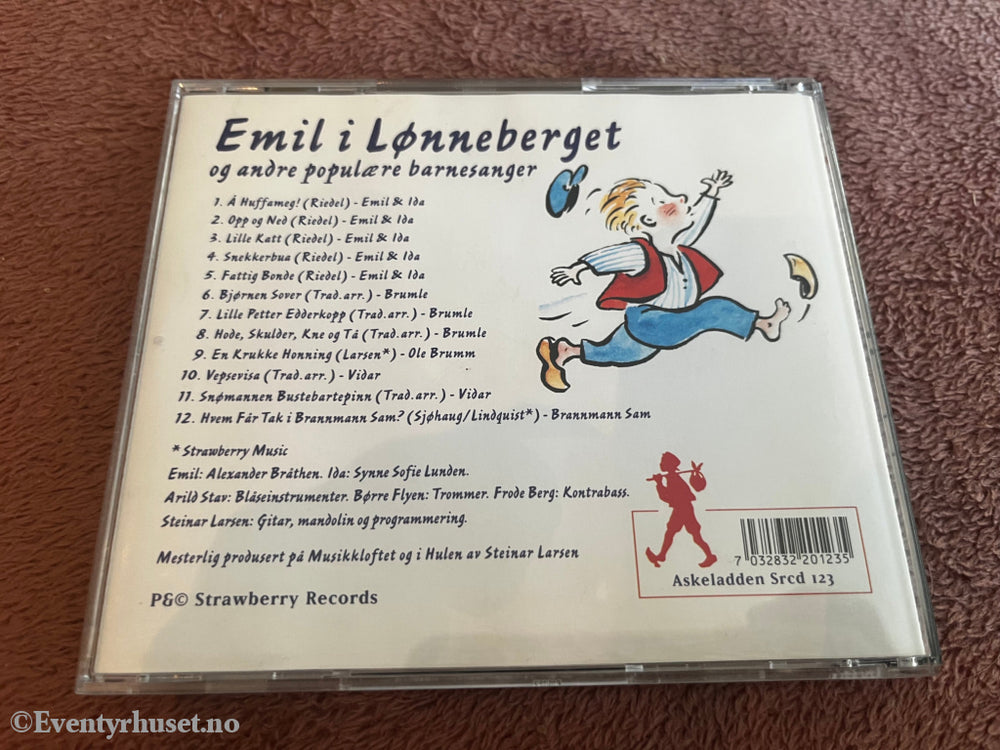 Emil i Lønneberget
og andre populære barnesanger
1. Å Huffameg! (Riedel) - Emil & Ida
2. Opp og Ned (Riedel) - Emil & Ida
3. Lille Katt (Riedel) - Emil & Ida
4. Snekkerbua (Riedel) - Emil & Ida
5. Fattig Bonde (Riedel) - Emil & Ida
6. Bjørnen Sover (Trad.arr.) - Brumle
7. Lille Petter Edderkopp (Trad.arr.) - Brumle
8. Hode, Skulder, Kne og Tå (Trad.arr.) - Brumle
9. En Krukke Honning (Larsen*) - Ole Brumm
10. Vepsevisa (Trad.arr.) - Vidar
11. Snømannen Bustebartepinn (Trad.arr.) - Vidar
12. Hvem Får Tak i Brannmann Sam? (Sjøhaug/Lindquist*) - Brannmann Sam
* Strawberry Music
Emil: Alexander Bråthen. Ida: Synne Sofie Lunden.
Arild Stav: Blåseinstrumenter. Børre Flyen: Trommer. Frode Berg: Kontrabass.
Steinar Larsen: Gitar, mandolin og programmering.
Mesterlig produsert på Musikkloftet og i Hulen av Steinar Larsen
P&© Strawberry Records
7 032832 201235
Askeladden Srcd 123
©Eventyrhuset.no